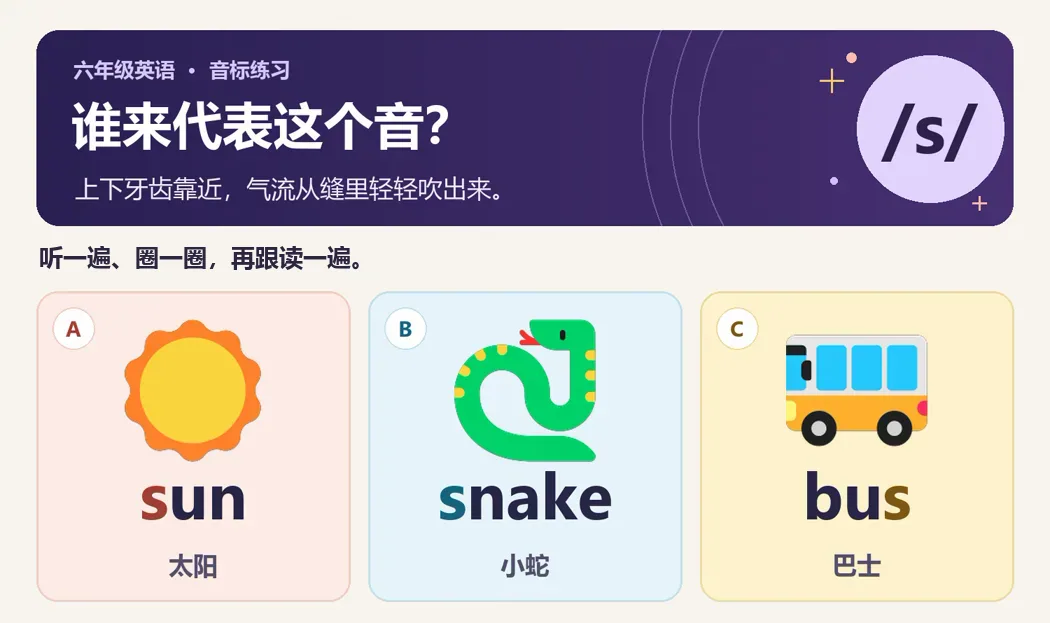 六年级英语 • 音标练习
谁来代表这个音？
上下牙齿靠近，气流从缝里轻轻吹出来。
/s/
听一遍、圈一圈，再跟读一遍。
A
sun
太阳
B
snake
小蛇
C
bus
巴士